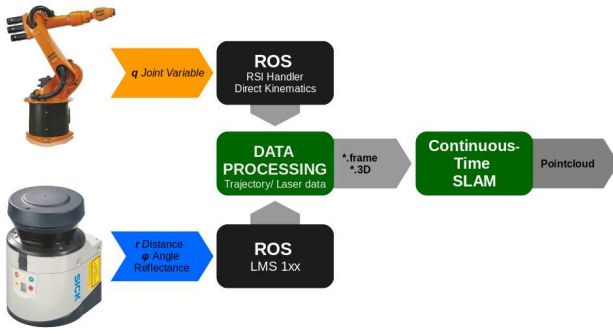 q Joint Variable
ROS
RSI Handler
Direct Kinematics
DATA
PROCESSING
Trajectory/ Laser data
*.frame
*.3D
Continuous-
Time
SLAM
Pointcloud
r Distance
φ Angle
Reflectance
ROS
LMS 1xx
SICK